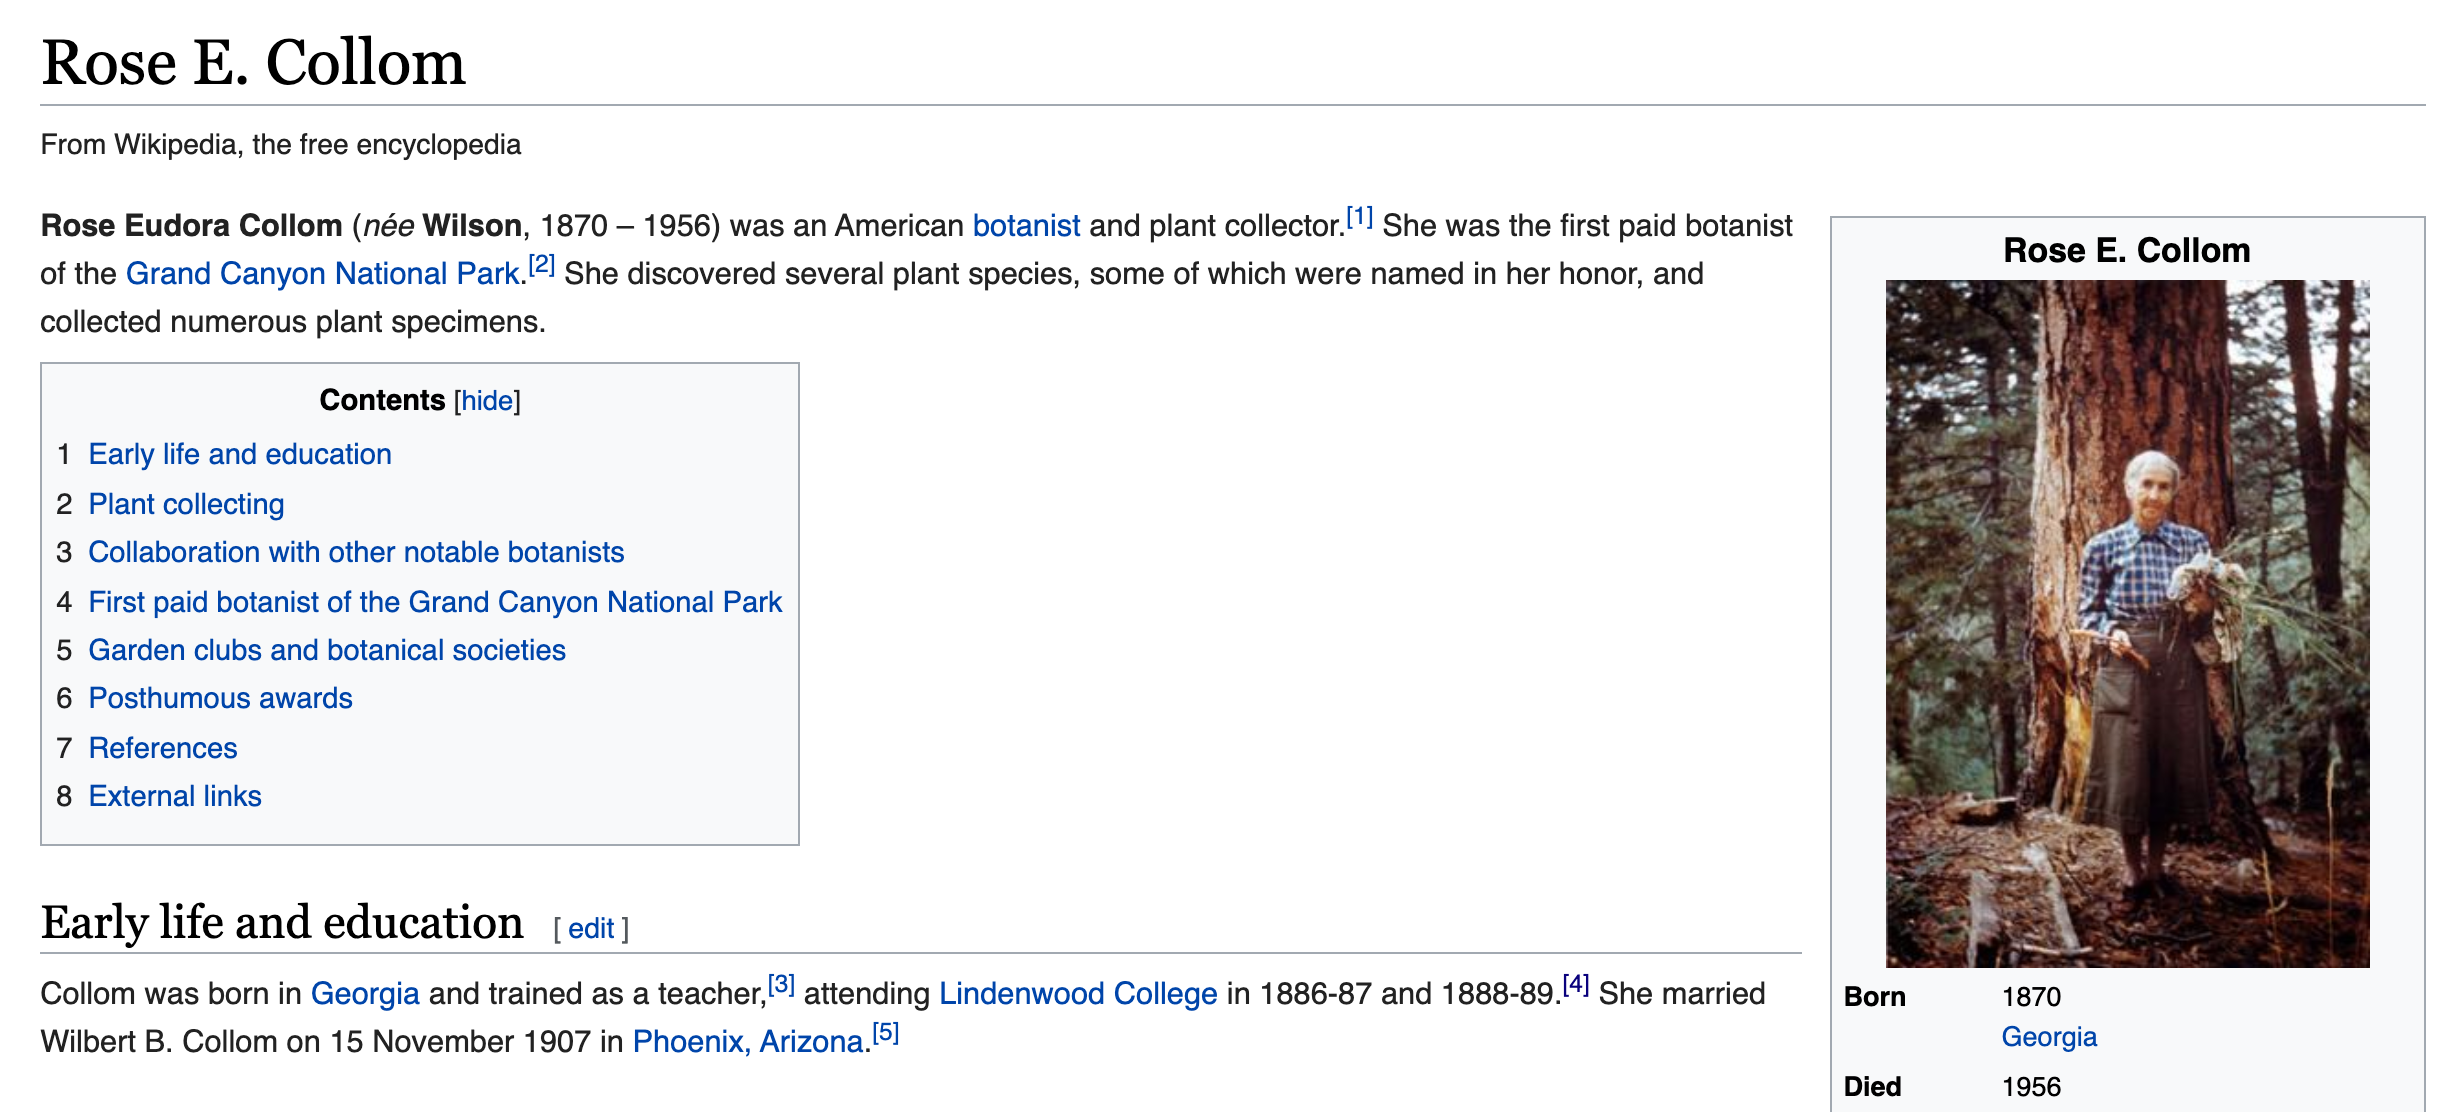 Rose E. Collom
From Wikipedia, the free encyclopedia
Rose Eudora Collom (née Wilson, 1870 – 1956) was an American botanist and plant collector.[1] She was the first paid botanist
of the Grand Canyon National Park.[2] She discovered several plant species, some of which were named in her honor, and
collected numerous plant specimens.
Contents [hide]
1 Early life and education
2 Plant collecting
3 Collaboration with other notable botanists
4 First paid botanist of the Grand Canyon National Park
5 Garden clubs and botanical societies
6 Posthumous awards
7 References
8 External links
Early life and education [ edit ]
Collom was born in Georgia and trained as a teacher,[3] attending Lindenwood College in 1886-87 and 1888-89.[4] She married
Wilbert B. Collom on 15 November 1907 in Phoenix, Arizona.[5]
Rose E. Collom
Born 1870
Georgia
Died 1956